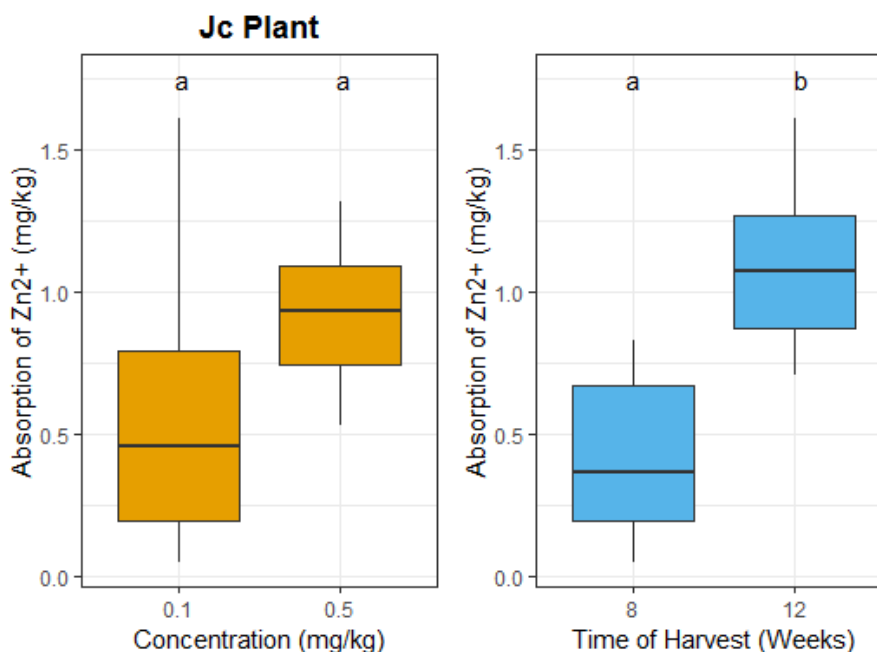 Jc Plant
Absorption of Zn2+ (mg/kg)
1.5
1.0
0.5
0.0
a
a
0.1
0.5
Concentration (mg/kg)
Absorption of Zn2+ (mg/kg)
1.5
1.0
0.5
0.0
a
b
8
12
Time of Harvest (Weeks)